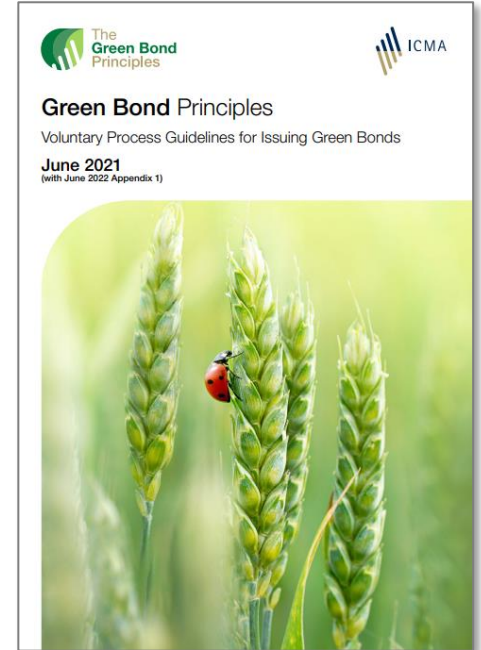 The
Green Bond
Principles
ICMA
Green Bond Principles
Voluntary Process Guidelines for Issuing Green Bonds
June 2021
(with June 2022 Appendix 1)